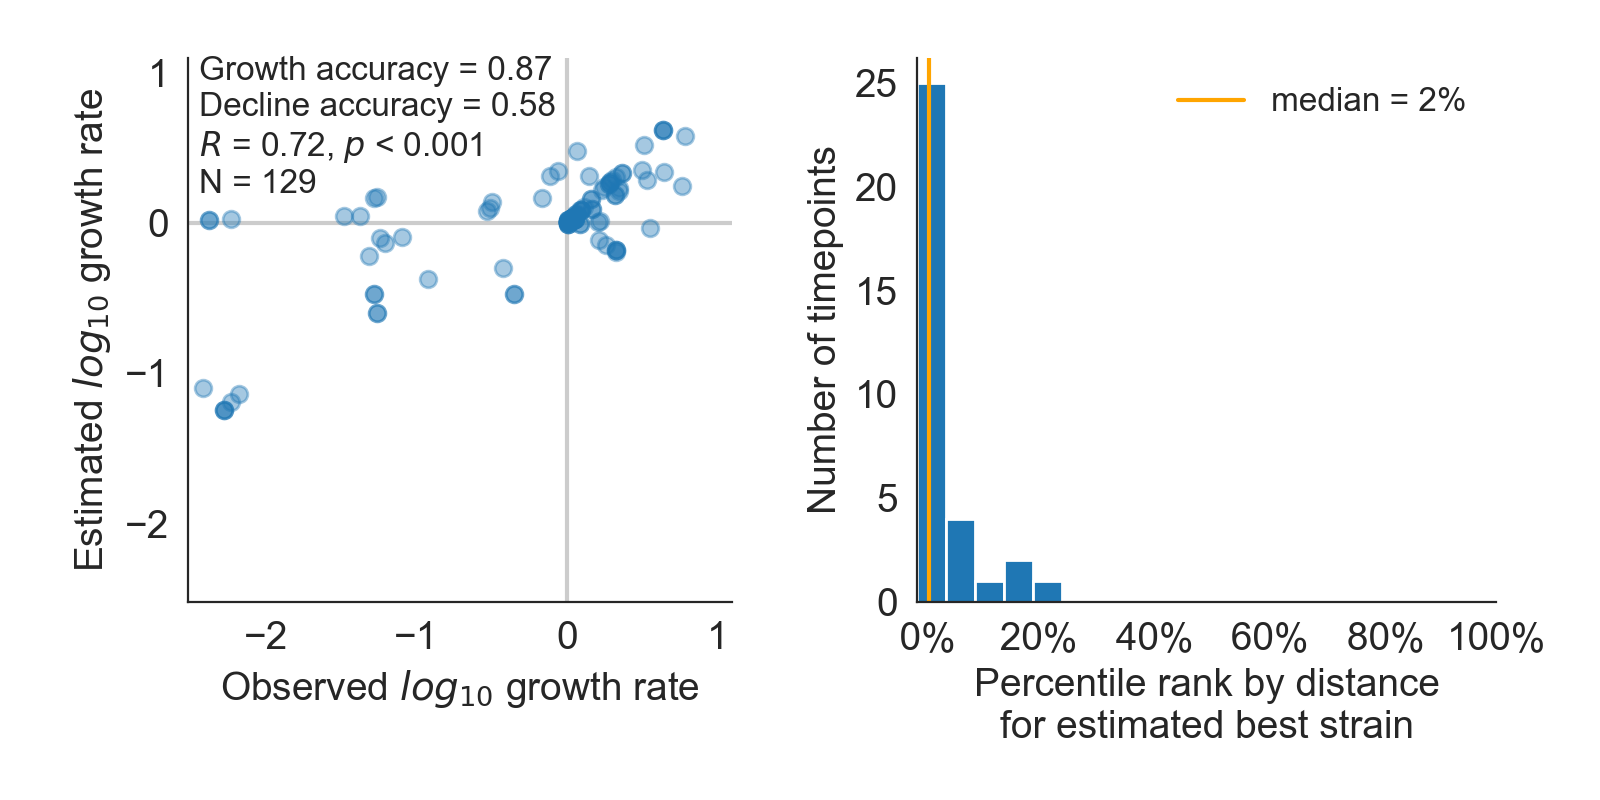 Growth accuracy = 0.87
Decline accuracy = 0.58
R = 0.72, p < 0.001
N = 129
1
0
−1
−2
Estimated log10 growth rate
−2
−1
0
1
Observed log10 growth rate
median = 2%
25
20
15
10
5
0
Number of timepoints
0%
20%
40%
60%
80%
100%
Percentile rank by distance
for estimated best strain